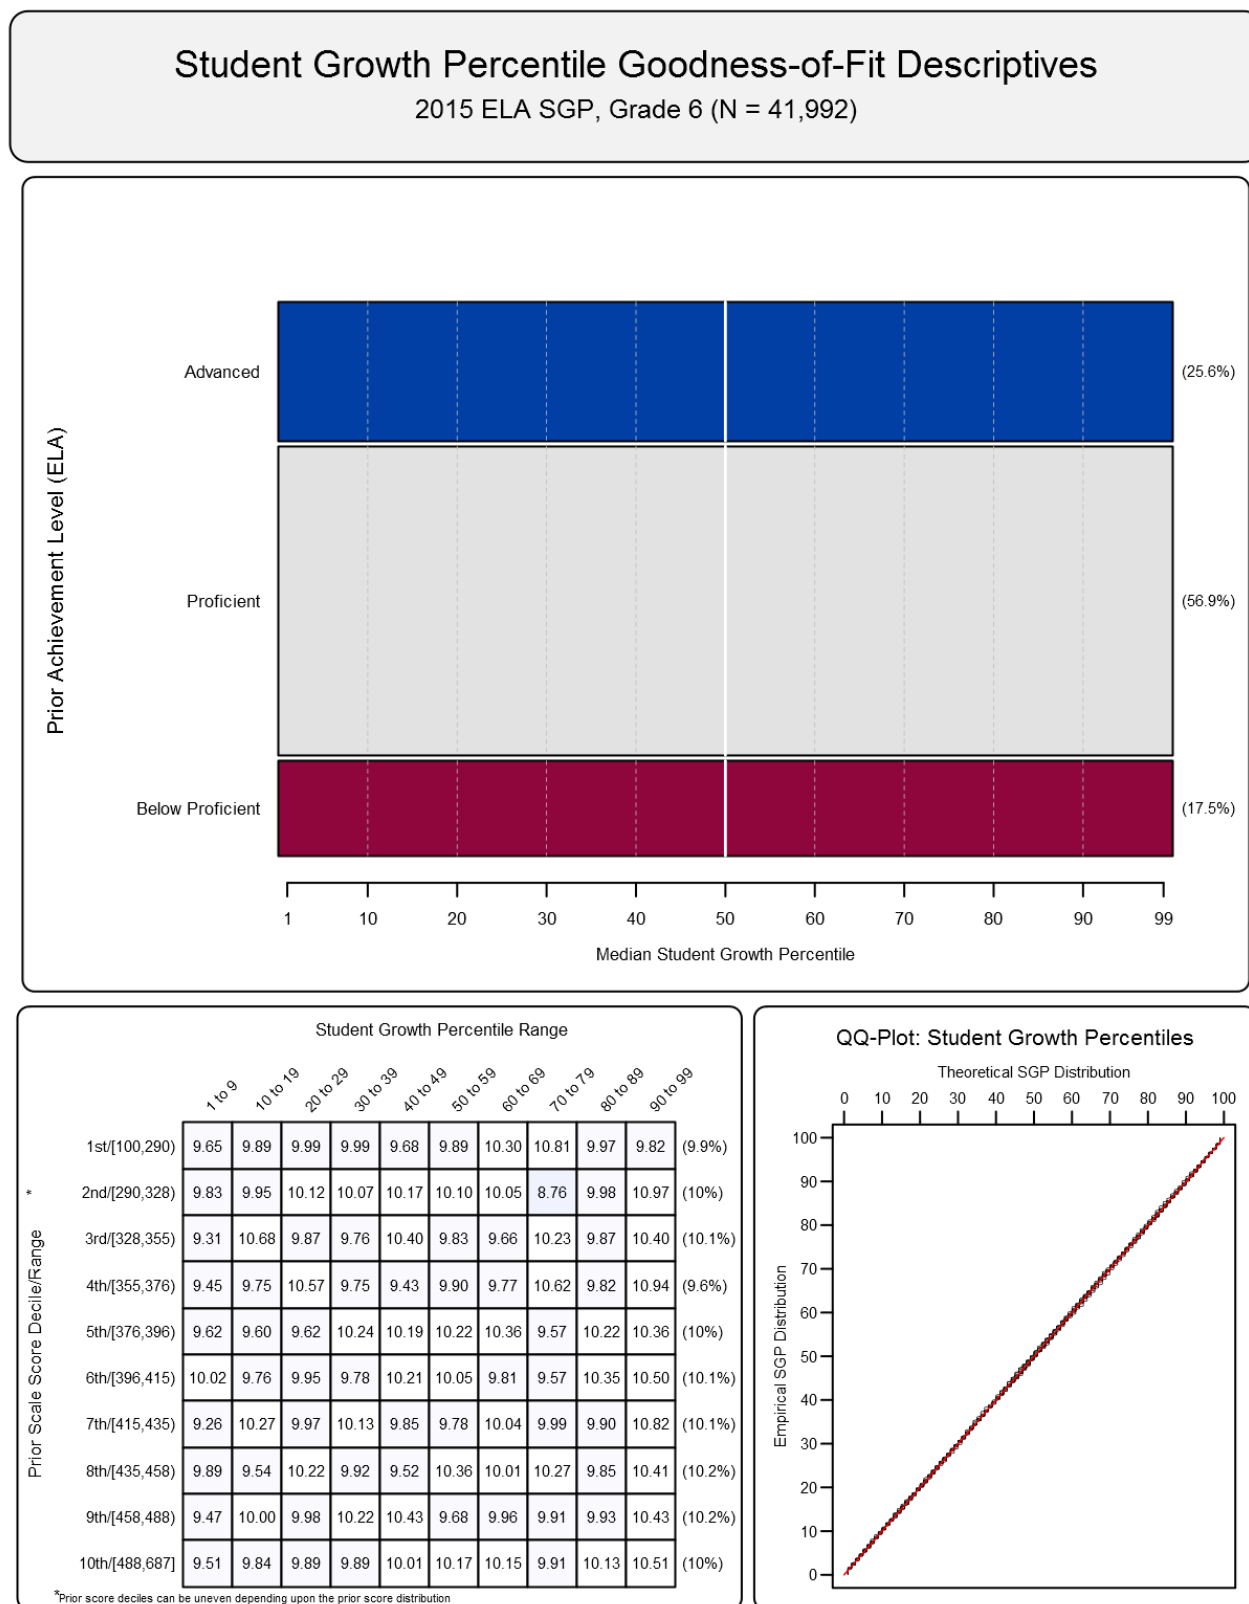 Student Growth Percentile Goodness-of-Fit Descriptives
2015 ELA SGP, Grade 6 (N = 41,992)
Prior Achievement Level (ELA)
Advanced
(25.6%)
Proficient
(56.9%)
Below Proficient
(17.5%)
1 10 20 30 40 50 60 70 80 90 99
Median Student Growth Percentile
Student Growth Percentile Range
1 to 9 10 to 19 20 to 29 30 to 39 40 to 49 50 to 59 60 to 69 70 to 79 80 to 89 90 to 99
Prior Scale Score Decile/Range *
1st/[100,290) 9.65 9.89 9.99 9.99 9.68 9.89 10.30 10.81 9.97 9.82 (9.9%)
2nd/[290,328) 9.83 9.95 10.12 10.07 10.17 10.10 10.05 8.76 9.98 10.97 (10%)
3rd/[328,355) 9.31 10.68 9.87 9.76 10.40 9.83 9.66 10.23 9.87 10.40 (10.1%)
4th/[355,376) 9.45 9.75 10.57 9.75 9.43 9.90 9.77 10.62 9.82 10.94 (9.6%)
5th/[376,396) 9.62 9.60 9.62 10.24 10.19 10.22 10.36 9.57 10.22 10.36 (10%)
6th/[396,415) 10.02 9.76 9.95 9.78 10.21 10.05 9.81 9.57 10.35 10.50 (10.1%)
7th/[415,435) 9.26 10.27 9.97 10.13 9.85 9.78 10.04 9.99 9.90 10.82 (10.1%)
8th/[435,458) 9.89 9.54 10.22 9.92 9.52 10.36 10.01 10.27 9.85 10.41 (10.2%)
9th/[458,488) 9.47 10.00 9.98 10.22 10.43 9.68 9.96 9.91 9.93 10.43 (10.2%)
10th/[488,687] 9.51 9.84 9.89 9.89 10.01 10.17 10.15 9.91 10.13 10.51 (10%)
*Prior score deciles can be uneven depending upon the prior score distribution
QQ-Plot: Student Growth Percentiles
Theoretical SGP Distribution
0 10 20 30 40 50 60 70 80 90 100
Empirical SGP Distribution
100
90
80
70
60
50
40
30
20
10
0